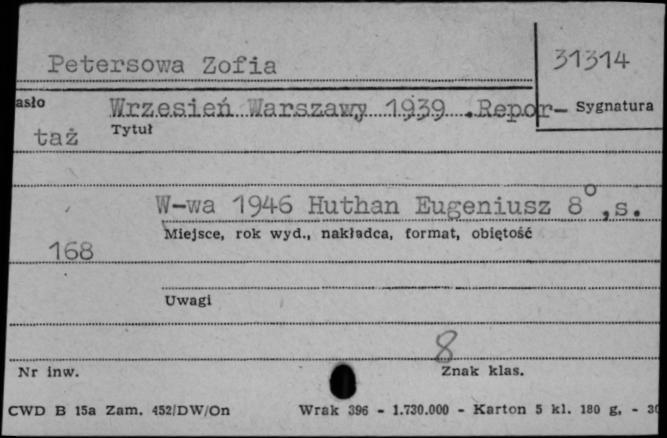 Petersowa Zofia
31314
asło
Wrzesień Warszawy 1939 .Repor-
Sygnatura
taż
Tytuł
W-wa 1946 Huthan Eugeniusz 8°,s.
Miejsce, rok wyd., nakładca, format, obiętość
168
Uwagi
8
Nr inw.
Znak klas.
CWD B 15a Zam. 452/DW/On
Wrak 396 - 1.730.000 - Karton 5 kl. 180 g. - 30